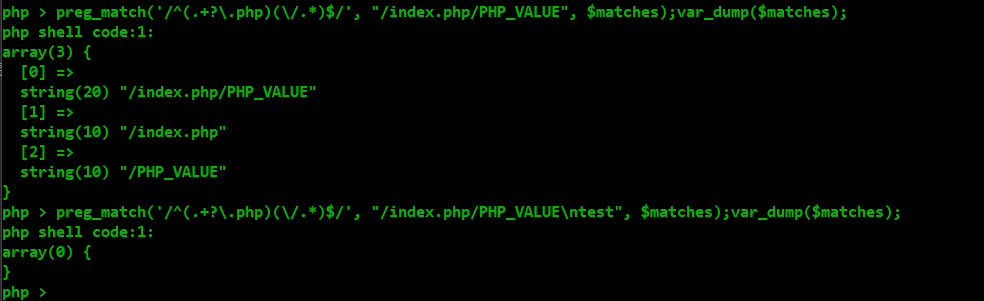 php > preg_match('/^(.+?\.php)(\/.*)$/', "/index.php/PHP_VALUE", $matches);var_dump($matches);
php shell code:1:
array(3) {
  [0] =>
  string(20) "/index.php/PHP_VALUE"
  [1] =>
  string(10) "/index.php"
  [2] =>
  string(10) "/PHP_VALUE"
}
php > preg_match('/^(.+?\.php)(\/.*)$/', "/index.php/PHP_VALUE\ntest", $matches);var_dump($matches);
php shell code:1:
array(0) {
}
php >